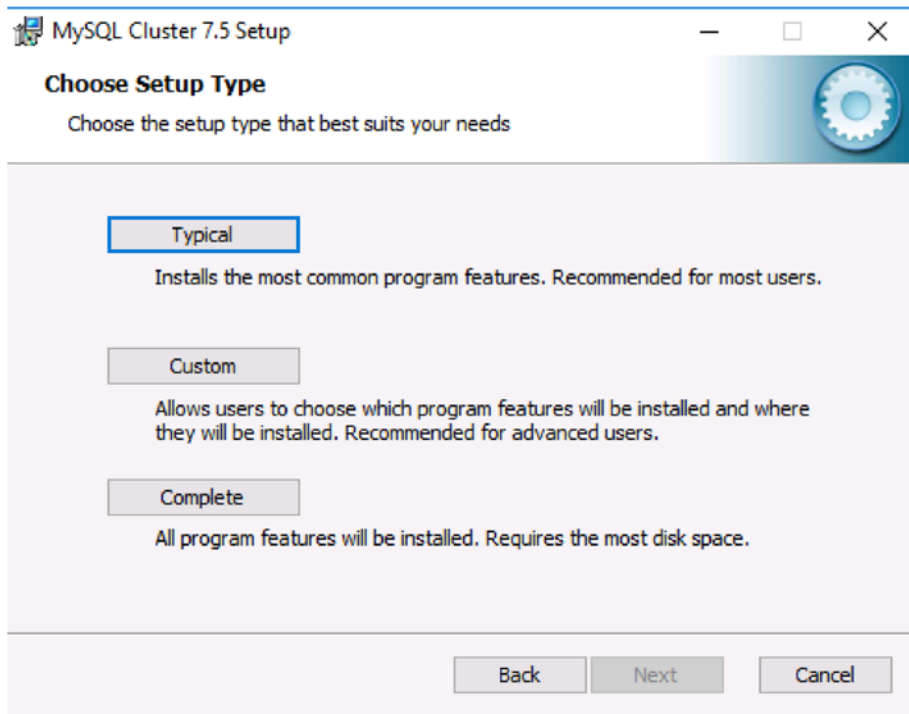 MySQL Cluster 7.5 Setup
Choose Setup Type
Choose the setup type that best suits your needs
Typical
Installs the most common program features. Recommended for most users.
Custom
Allows users to choose which program features will be installed and where
they will be installed. Recommended for advanced users.
Complete
All program features will be installed. Requires the most disk space.
Back
Next
Cancel